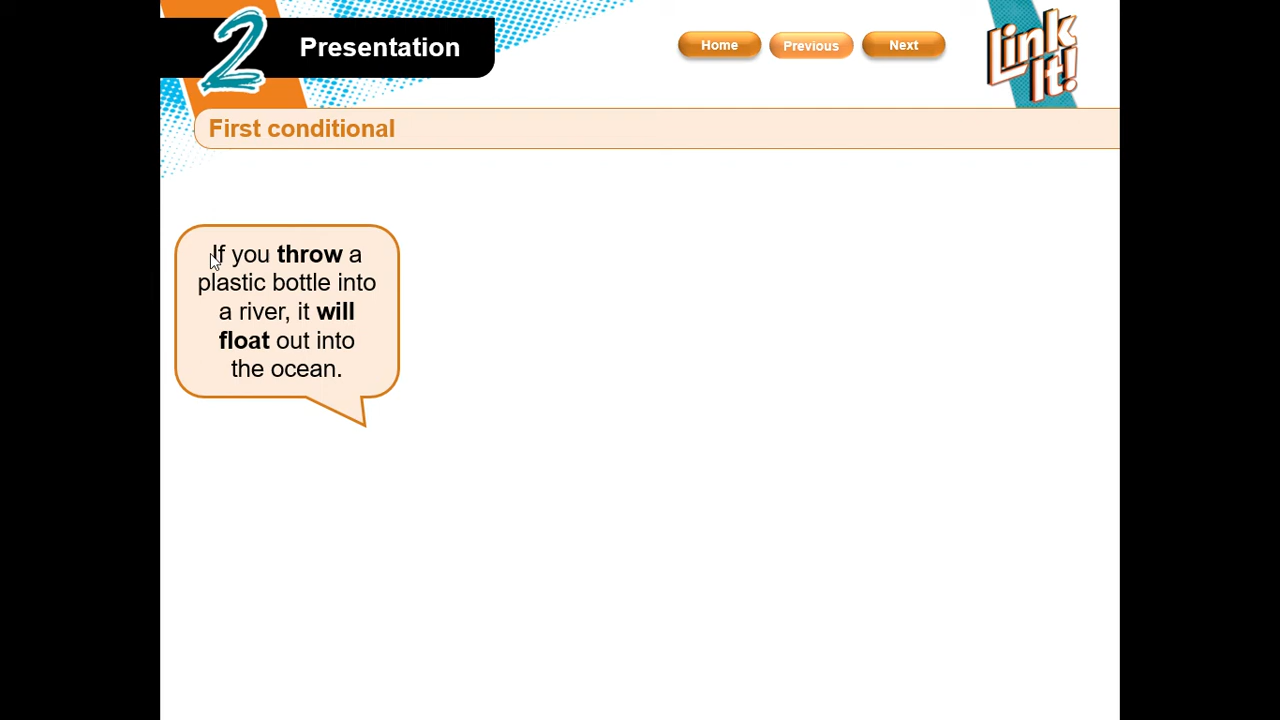 2
Presentation
Home
Previous
Next
Link It!
First conditional
If you throw a
plastic bottle into
a river, it will
float out into
the ocean.